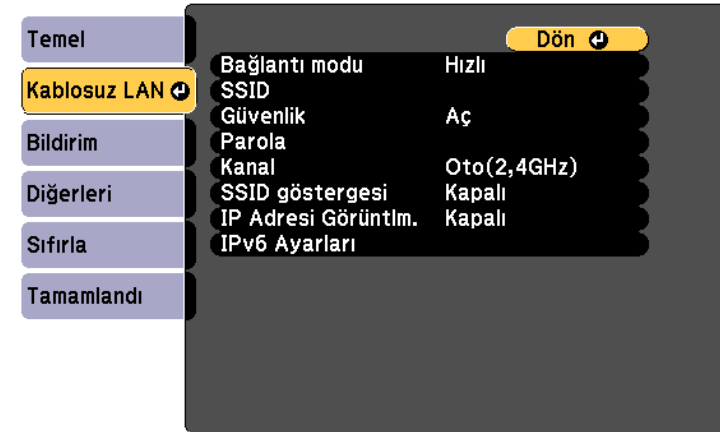 Temel
Kablosuz LAN
Bildirim
Diğerleri
Sıfırla
Tamamlandı
Dön
Bağlantı modu Hızlı
SSID
Güvenlik Aç
Parola
Kanal Oto(2,4GHz)
SSID göstergesi Kapalı
IP Adresi Görüntlm. Kapalı
IPv6 Ayarları